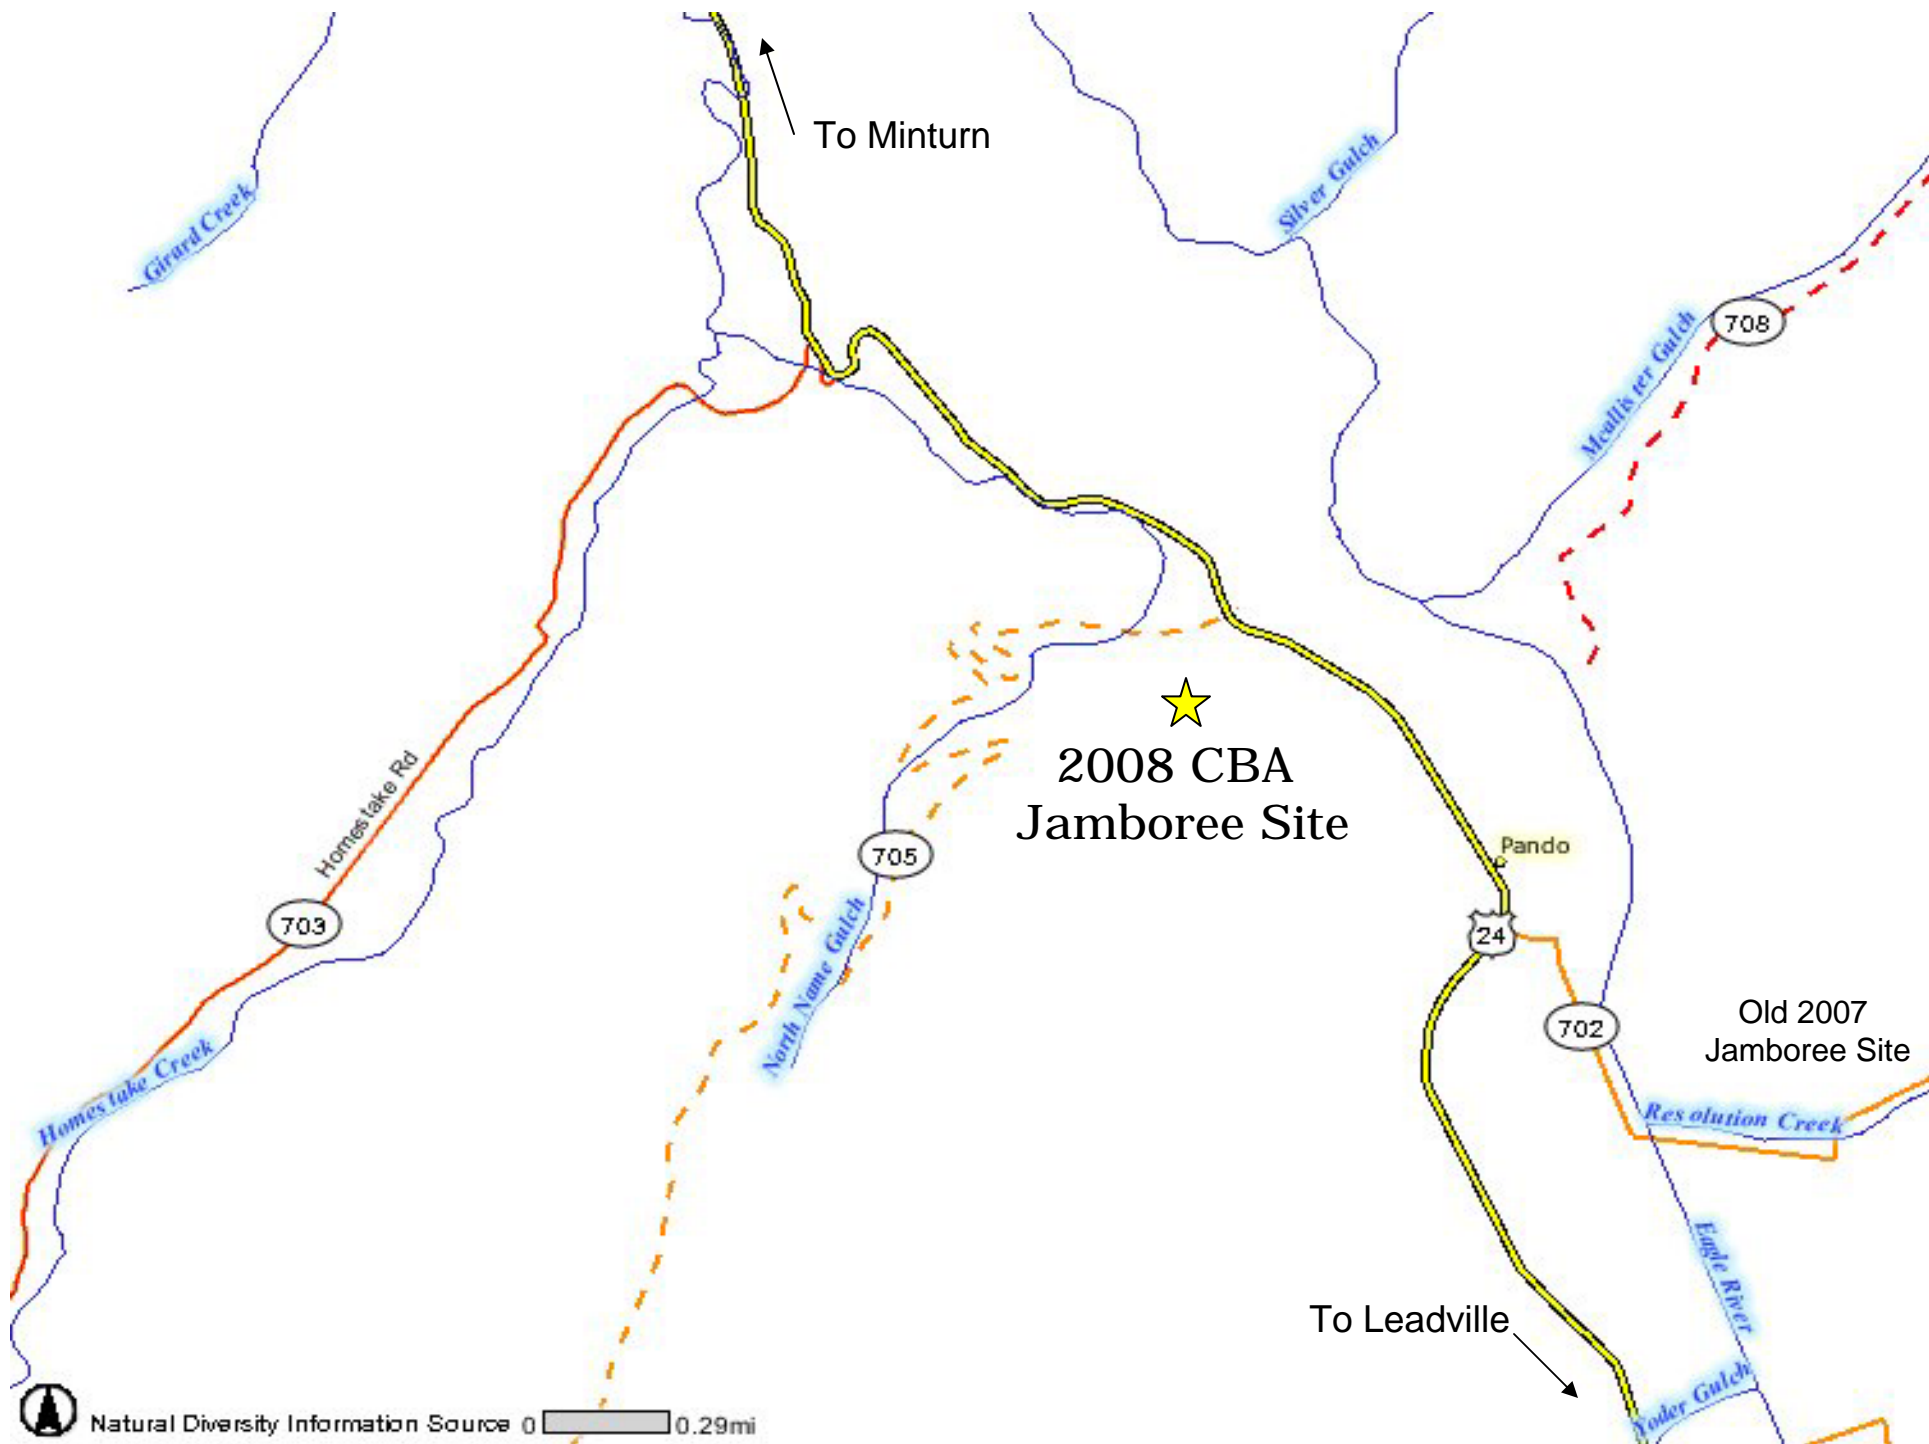 To Minturn
Silver Gulch
Girard Creek
708
Mcallister Gulch
2008 CBA
Jamboree Site
Homestake Rd
Pando
705
703
North Name Gulch
24
Old 2007
Jamboree Site
702
Homestake Creek
Resolution Creek
Eagle River
To Leadville
Yoder Gulch
Natural Diversity Information Source 0 0.29mi